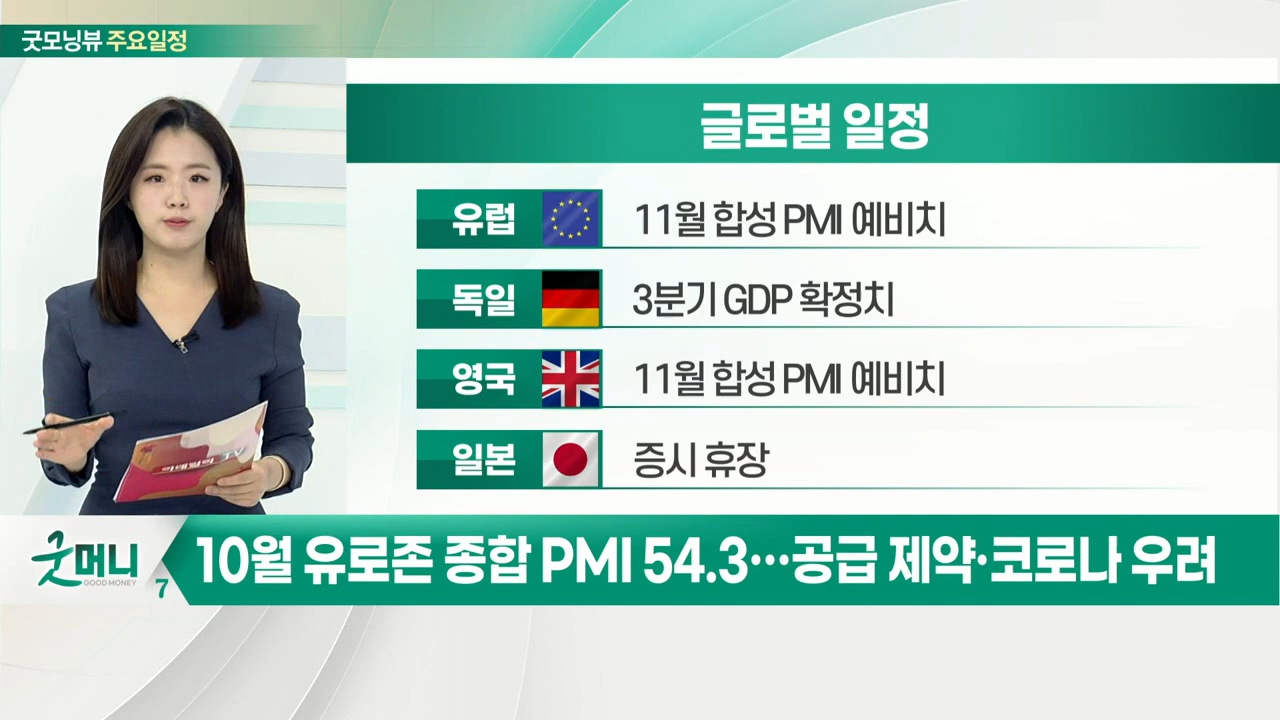 굿모닝뷰 주요일정
글로벌 일정
유럽 11월 합성 PMI 예비치
독일 3분기 GDP 확정치
영국 11월 합성 PMI 예비치
일본 증시 휴장
굿머니
GOOD MONEY
7
10월 유로존 종합 PMI 54.3…공급 제약·코로나 우려